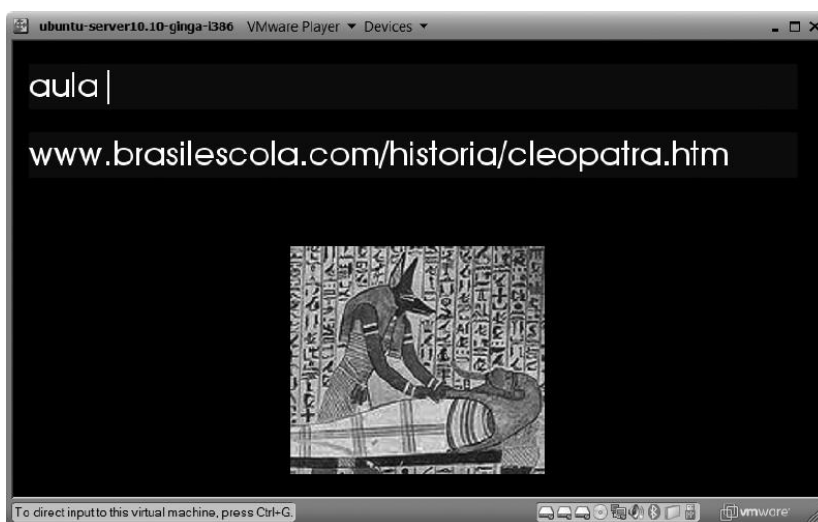 ubuntu-server10.10-ginga-i386 VMware Player Devices
aula
www.brasilescola.com/historia/cleopatra.htm
To direct input to this virtual machine, press Ctrl+G.
vmware